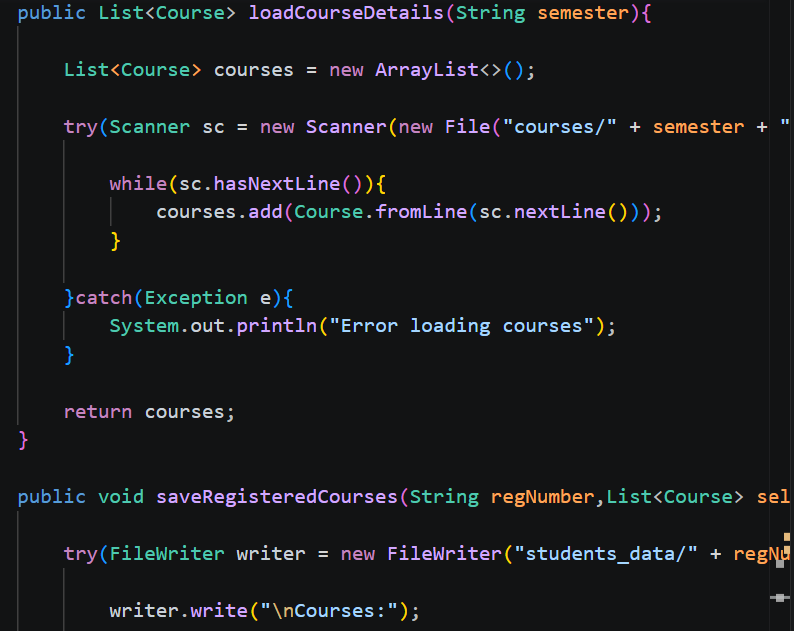 public List<Course> loadCourseDetails(String semester){
List<Course> courses = new ArrayList<>();
try(Scanner sc = new Scanner(new File("courses/" + semester + "
while(sc.hasNextLine()){
courses.add(Course.fromLine(sc.nextLine()));
}
}catch(Exception e){
System.out.println("Error loading courses");
}
return courses;
}
public void saveRegisteredCourses(String regNumber,List<Course> sel
try(FileWriter writer = new FileWriter("students_data/" + regNu
writer.write("\nCourses:");